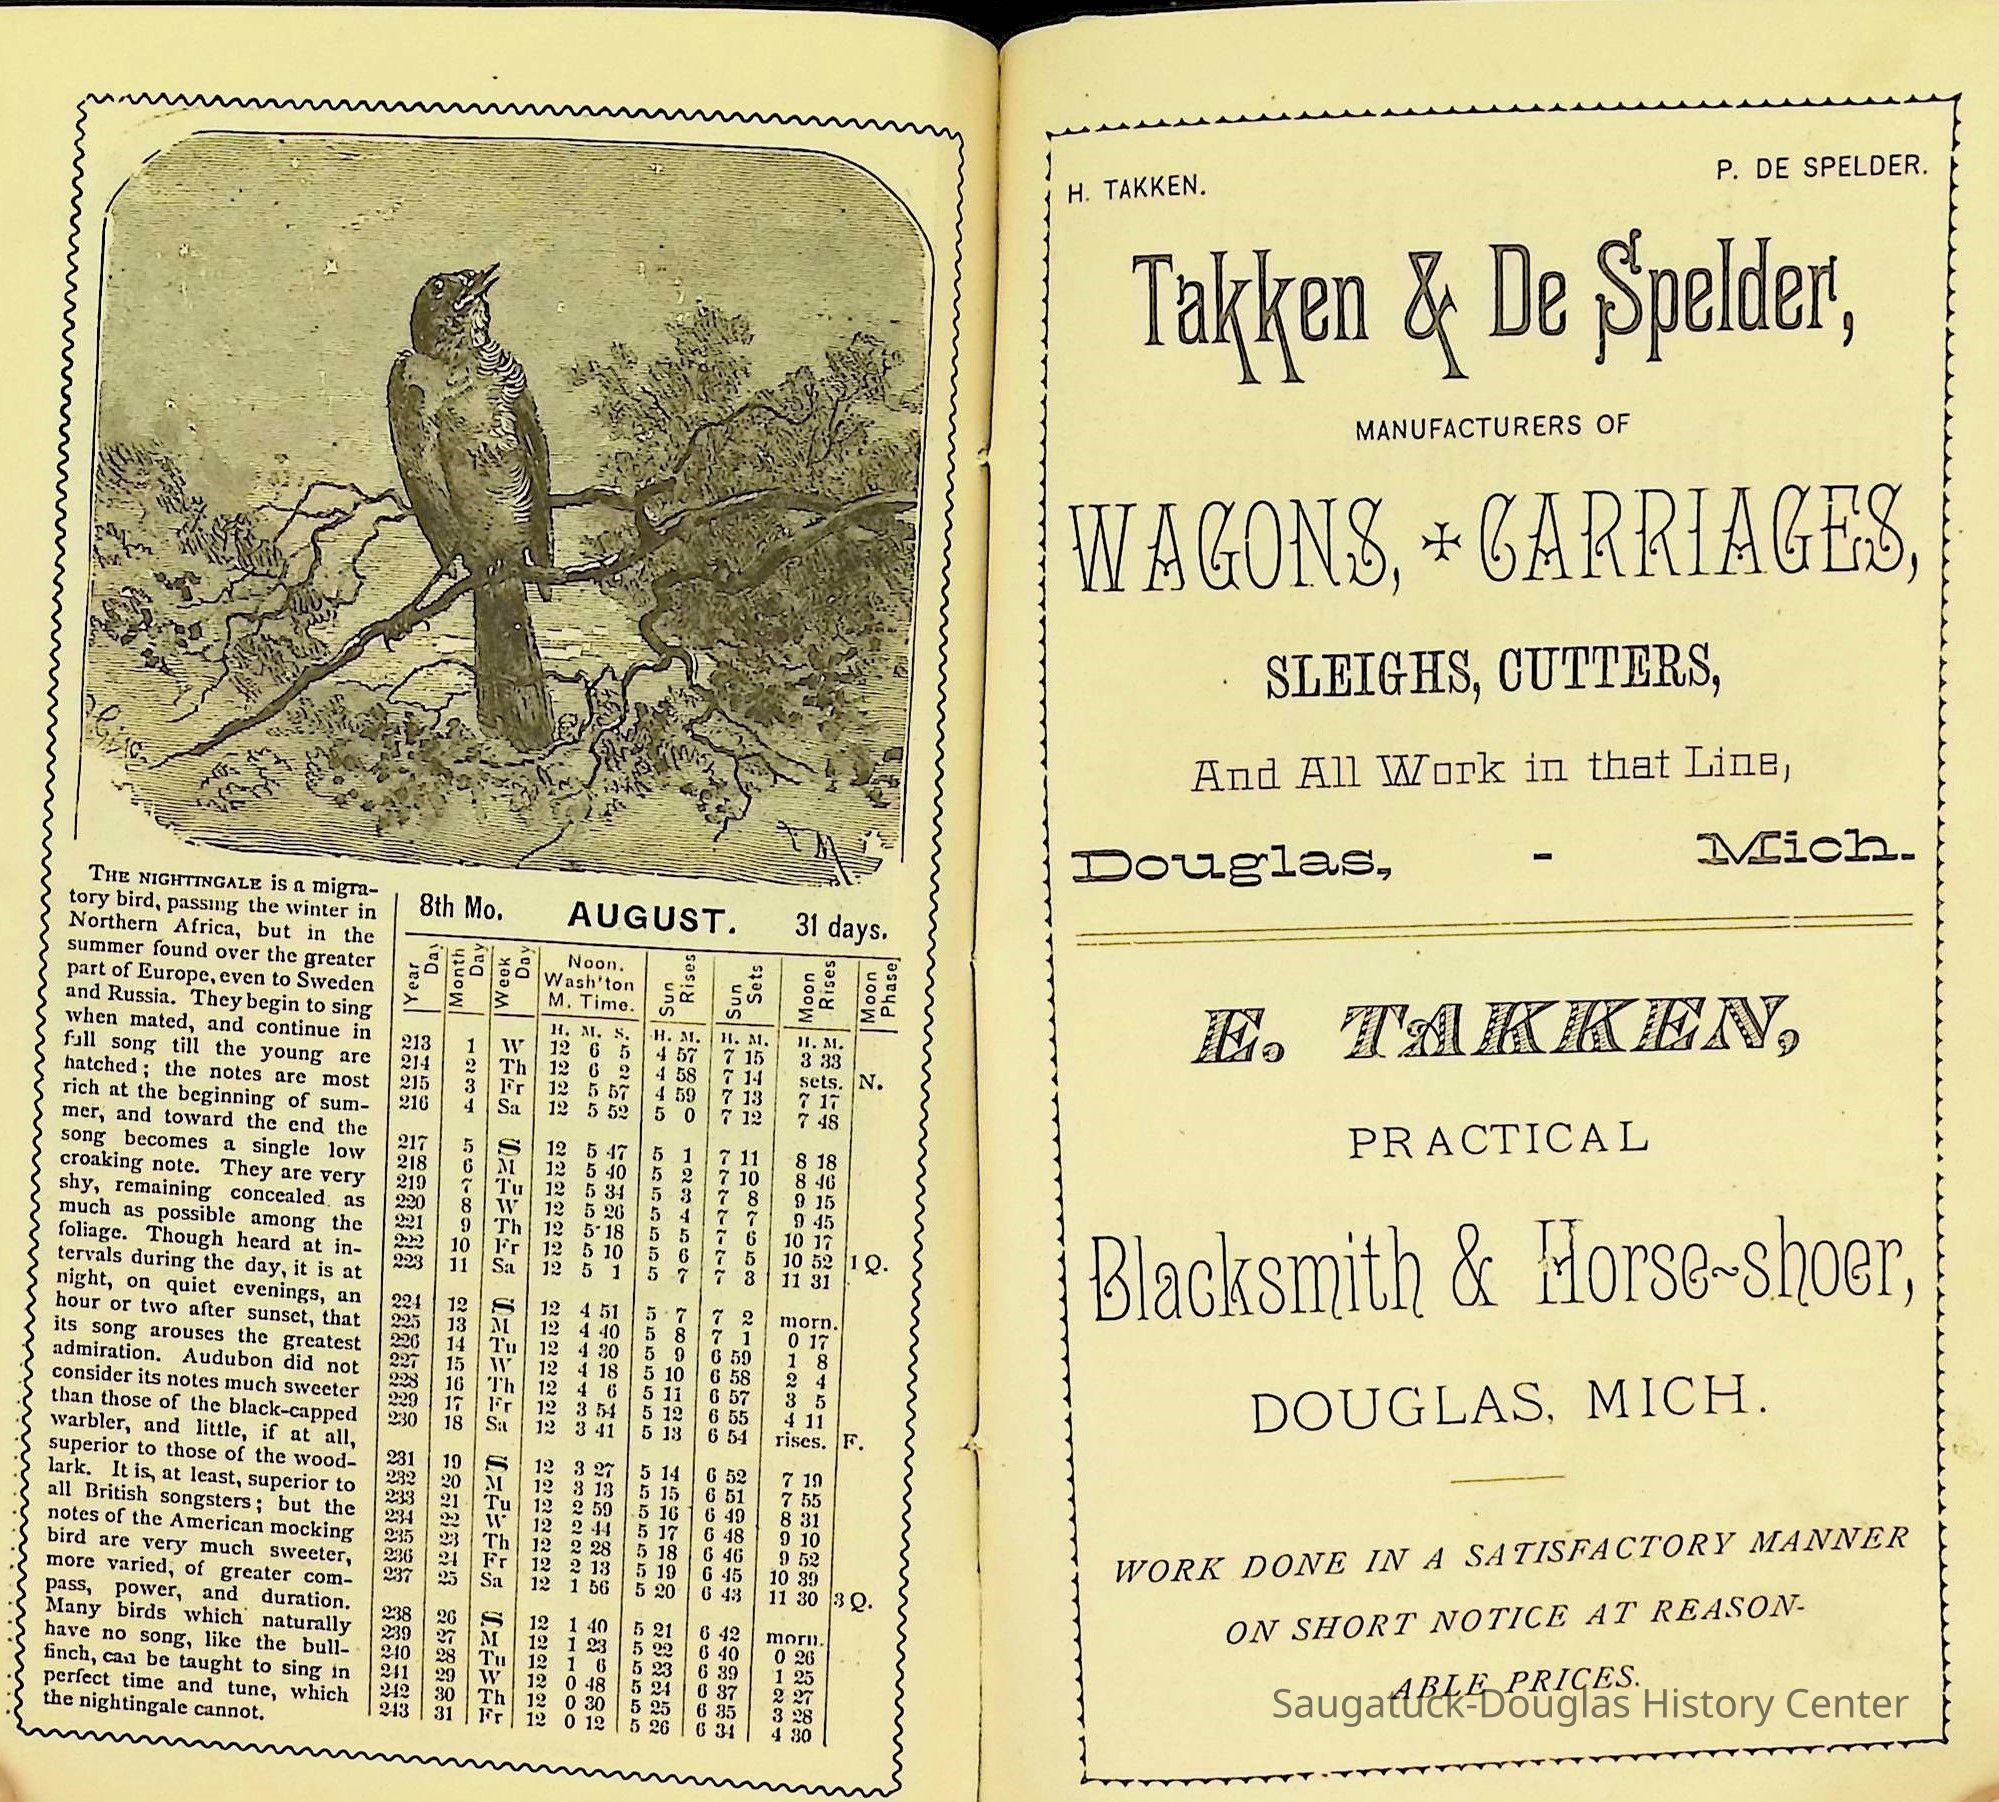 THE NIGHTINGALE is a migra-
tory bird, passing the winter in
Northern Africa, but in the
summer found over the greater
part of Europe, even to Sweden
and Russia. They begin to sing
when mated, and continue in
full song till the young are
hatched; the notes are most
rich at the beginning of sum-
mer, and toward the end the
song becomes a single low
croaking note. They are very
shy, remaining concealed as
much as possible among the
foliage. Though heard at in-
tervals during the day, it is at
night, on quiet evenings, an
hour or two after sunset, that
its song arouses the greatest
admiration. Audubon did not
consider its notes much sweeter
than those of the black-capped
warbler, and little, if at all,
superior to those of the wood-
lark. It is, at least, superior to
all British songsters; but the
notes of the American mocking
bird are very much sweeter,
more varied, of greater com-
pass, power, and duration.
Many birds which naturally
have no song, like the bull-
finch, can be taught to sing in
perfect time and tune, which
the nightingale cannot.
8th Mo. AUGUST. 31 days.
Year Day Month Day Week Day Noon. Wash'ton M. Time. Sun Rises Sun Sets Moon Rises Moon Phase
H. M. S. H. M. H. M. H. M.
213 1 W 12 6 5 4 57 7 15 3 33
214 2 Th 12 6 2 4 58 7 14 sets. N.
215 3 Fr 12 5 57 4 59 7 13 7 17
216 4 Sa 12 5 52 5 0 7 12 7 48
217 5 S 12 5 47 5 1 7 11 8 18
218 6 M 12 5 40 5 2 7 10 8 46
219 7 Tu 12 5 34 5 3 7 8 9 15
220 8 W 12 5 26 5 4 7 7 9 45
221 9 Th 12 5 18 5 5 7 6 10 17
222 10 Fr 12 5 10 5 6 7 5 10 52 1 Q.
223 11 Sa 12 5 1 5 7 7 3 11 31
224 12 S 12 4 51 5 7 7 2 morn.
225 13 M 12 4 40 5 8 7 1 0 17
226 14 Tu 12 4 30 5 9 6 59 1 8
227 15 W 12 4 18 5 10 6 58 2 4
228 16 Th 12 4 6 5 11 6 57 3 5
229 17 Fr 12 3 54 5 12 6 55 4 11
230 18 Sa 12 3 41 5 13 6 54 rises. F.
231 19 S 12 3 27 5 14 6 52 7 19
232 20 M 12 3 13 5 15 6 51 7 55
233 21 Tu 12 2 59 5 16 6 49 8 31
234 22 W 12 2 44 5 17 6 48 9 10
235 23 Th 12 2 28 5 18 6 46 9 52
236 24 Fr 12 2 13 5 19 6 45 10 39
237 25 Sa 12 1 56 5 20 6 43 11 30 3 Q.
238 26 S 12 1 40 5 21 6 42 morn.
239 27 M 12 1 23 5 22 6 40 0 26
240 28 Tu 12 1 6 5 23 6 39 1 25
241 29 W 12 0 48 5 24 6 37 2 27
242 30 Th 12 0 30 5 25 6 35 3 28
243 31 Fr 12 0 12 5 26 6 34 4 30
H. TAKKEN. P. DE SPELDER.
Takken & De Spelder,
MANUFACTURERS OF
WAGONS, ✠ CARRIAGES,
SLEIGHS, CUTTERS,
And All Work in that Line,
Douglas, - Mich.
E. TAKKEN,
PRACTICAL
Blacksmith & Horse-shoer,
DOUGLAS, MICH.
WORK DONE IN A SATISFACTORY MANNER
ON SHORT NOTICE AT REASON-
ABLE PRICES.
Saugatuck-Douglas History Center